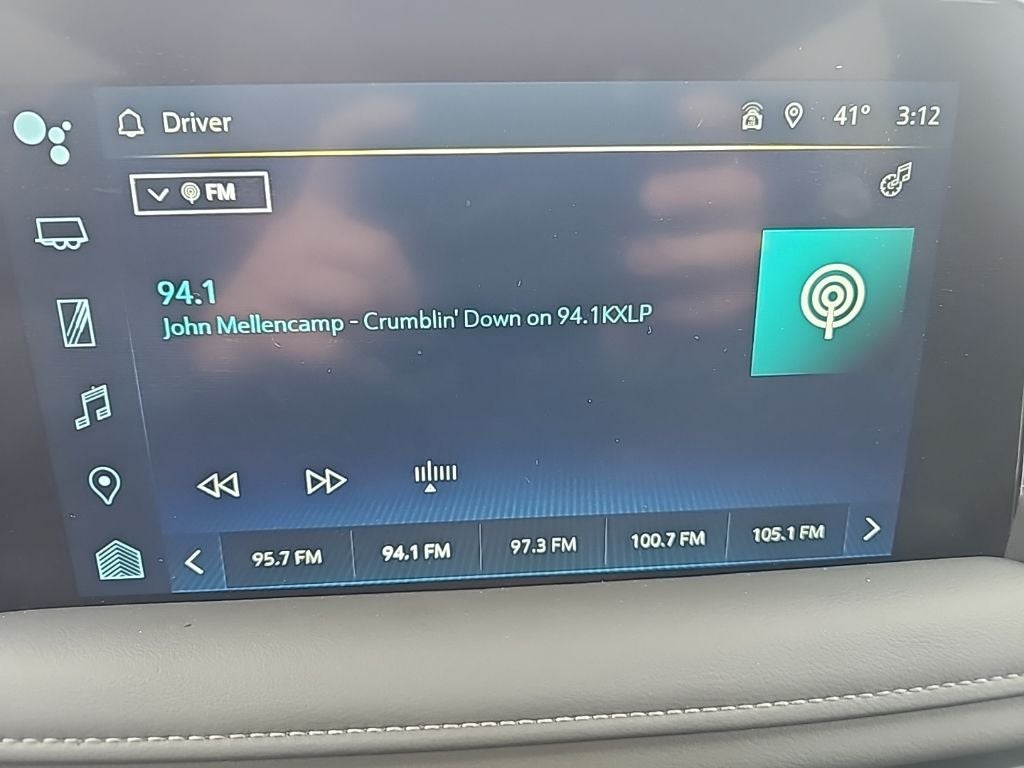 Driver 41° 3:12
FM
94.1
John Mellencamp - Crumblin' Down on 94.1KXLP
95.7 FM 94.1 FM 97.3 FM 100.7 FM 105.1 FM